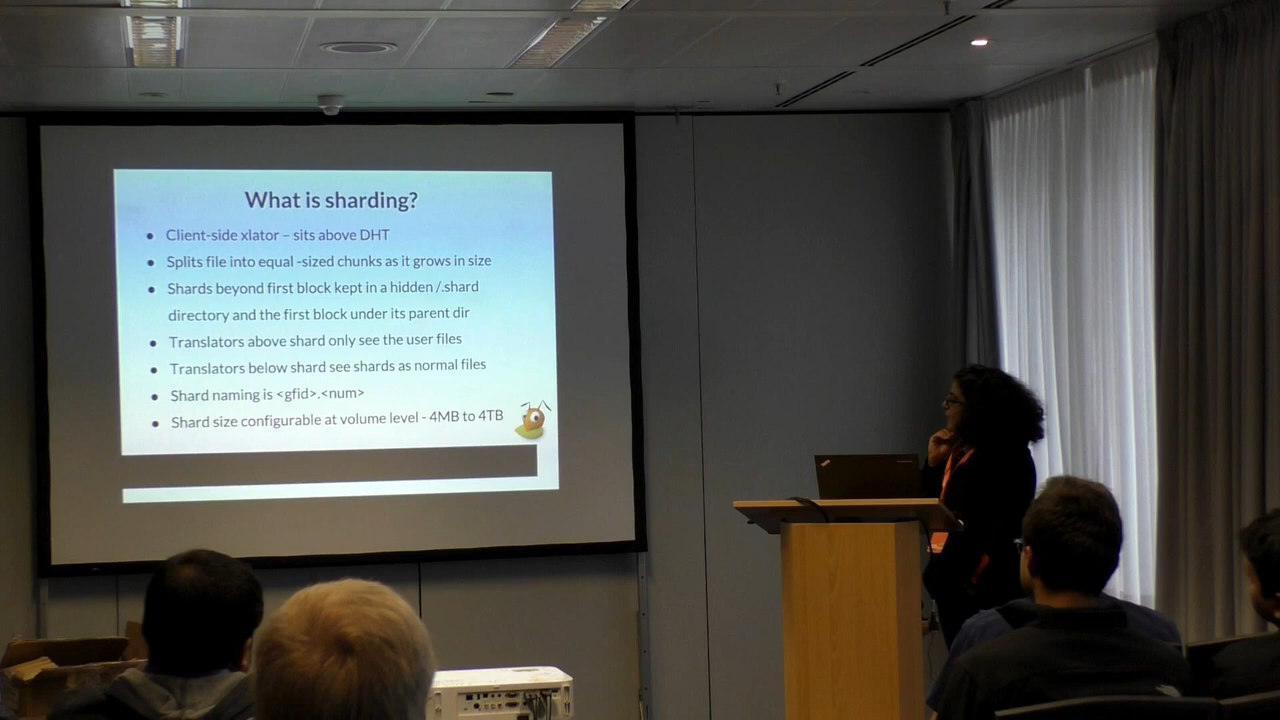 What is sharding?
● Client-side xlator – sits above DHT
● Splits file into equal -sized chunks as it grows in size
● Shards beyond first block kept in a hidden /.shard
directory and the first block under its parent dir
● Translators above shard only see the user files
● Translators below shard see shards as normal files
● Shard naming is <gfid>.<num>
● Shard size configurable at volume level - 4MB to 4TB